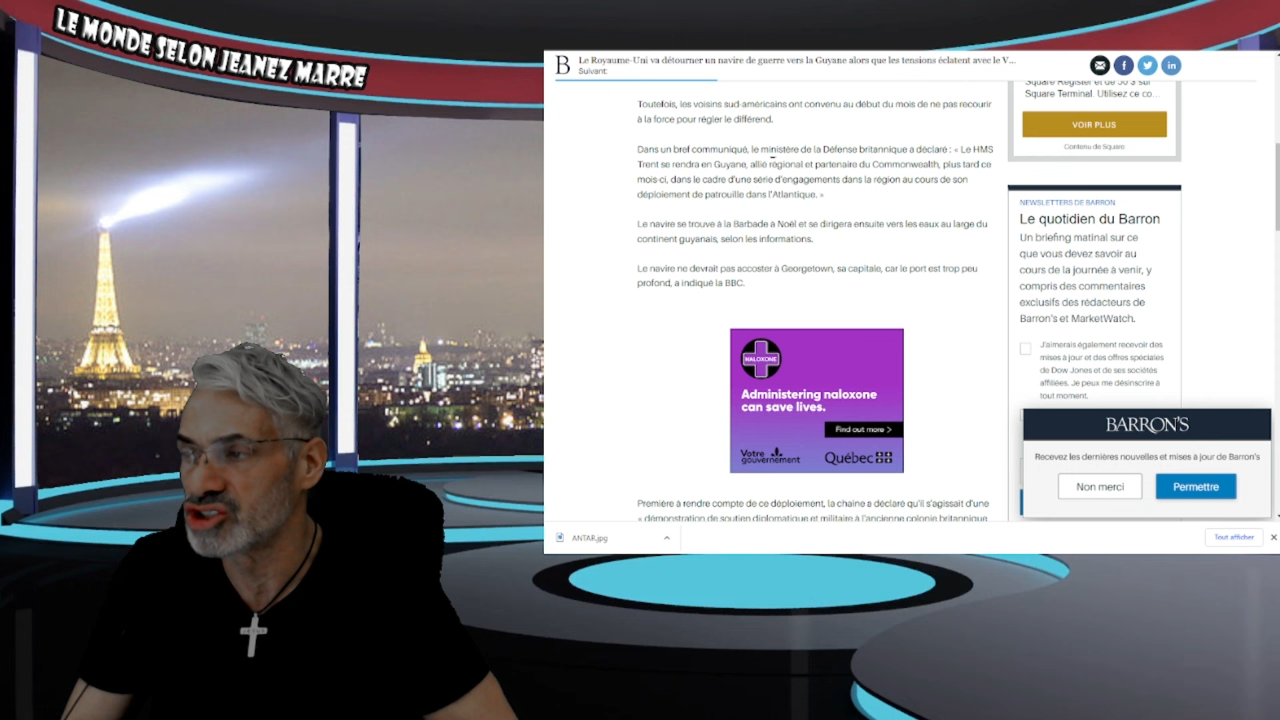 LE MONDE SELON JEANEZ MARRE
B
Le Royaume-Uni va détourner un navire de guerre vers la Guyane alors que les tensions éclatent avec le V...
Suivant:
Toutefois, les voisins sud-américains ont convenu au début du mois de ne pas recourir
à la force pour régler le différend.
Dans un bref communiqué, le ministère de la Défense britannique a déclaré : « Le HMS
Trent se rendra en Guyane, allié régional et partenaire du Commonwealth, plus tard ce
mois-ci, dans le cadre d'une série d'engagements dans la région au cours de son
déploiement de patrouille dans l'Atlantique. »
Le navire se trouve à la Barbade à Noël et se dirigera ensuite vers les eaux au large du
continent guyanais, selon les informations.
Le navire ne devrait pas accoster à Georgetown, sa capitale, car le port est trop peu
profond, a indiqué la BBC.
NALOXONE
Administering naloxone
can save lives.
Find out more >
Votre
gouvernement
Québec
Première à rendre compte de ce déploiement, la chaîne a déclaré qu'il s'agissait d'une
« démonstration de soutien diplomatique et militaire à l'ancienne colonie britannique
Square Register et de 50 $ sur
Square Terminal. Utilisez ce co...
VOIR PLUS
Contenu de Square
NEWSLETTERS DE BARRON
Le quotidien du Barron
Un briefing matinal sur ce
que vous devez savoir au
cours de la journée à venir, y
compris des commentaires
exclusifs des rédacteurs de
Barron's et MarketWatch.
J'aimerais également recevoir des
mises à jour et des offres spéciales
de Dow Jones et de ses sociétés
affiliées. Je peux me désinscrire à
tout moment.
BARRON'S
Recevez les dernières nouvelles et mises à jour de Barron's
Non merci
Permettre
ANTAR.jpg
Tout afficher